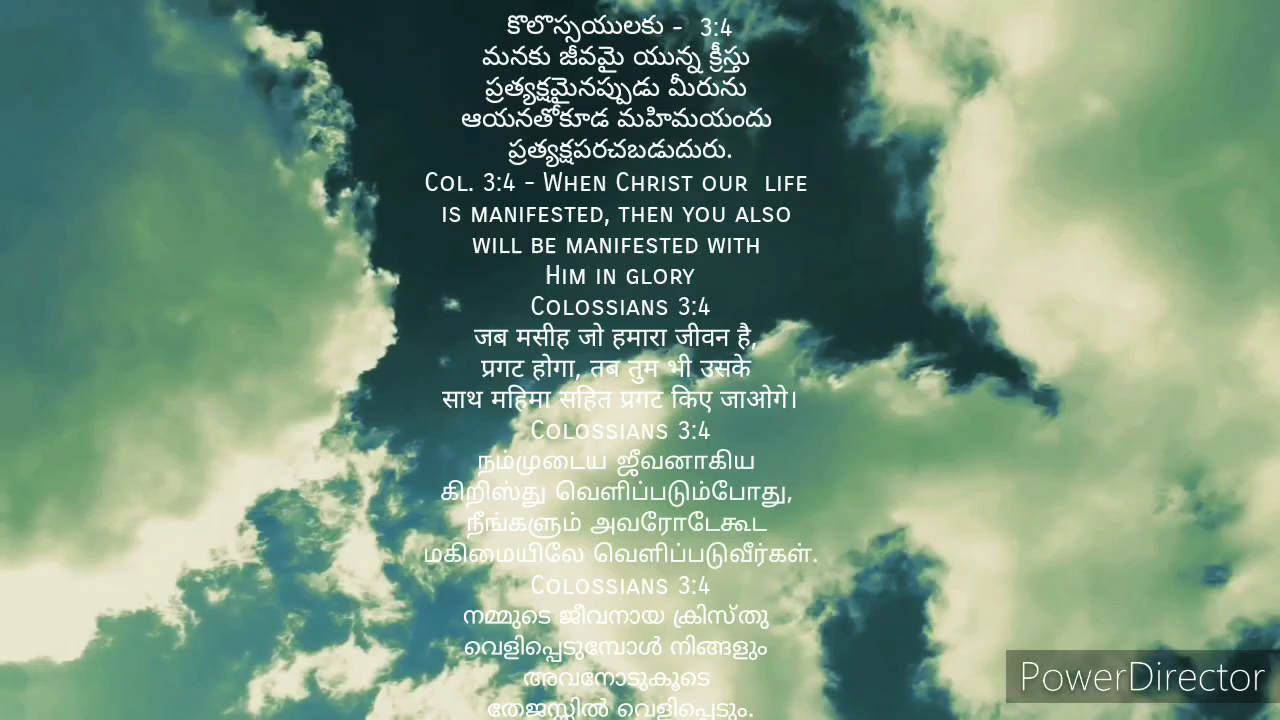 కొలొస్సయులకు -  3:4
మనకు జీవమై యున్న క్రీస్తు
ప్రత్యక్షమైనప్పుడు మీరును
ఆయనతోకూడ మహిమయందు
ప్రత్యక్షపరచబడుదురు.
Col. 3:4 - When Christ our  life
is manifested, then you also
will be manifested with
Him in glory
Colossians 3:4
जब मसीह जो हमारा जीवन है,
प्रगट होगा, तब तुम भी उसके
साथ महिमा सहित प्रगट किए जाओगे।
Colossians 3:4
நம்முடைய ஜீவனாகிய
கிறிஸ்து வெளிப்படும்போது,
நீங்களும் அவரோடேகூட
மகிமையிலே வெளிப்படுவீர்கள்.
Colossians 3:4
നമ്മുടെ ജീവനായ ക്രിസ്തു
വെളിപ്പെടുമ്പോൾ നിങ്ങളും
അവനോടുകൂടെ
തേജസ്സിൽ വെളിപ്പെടും.
PowerDirector